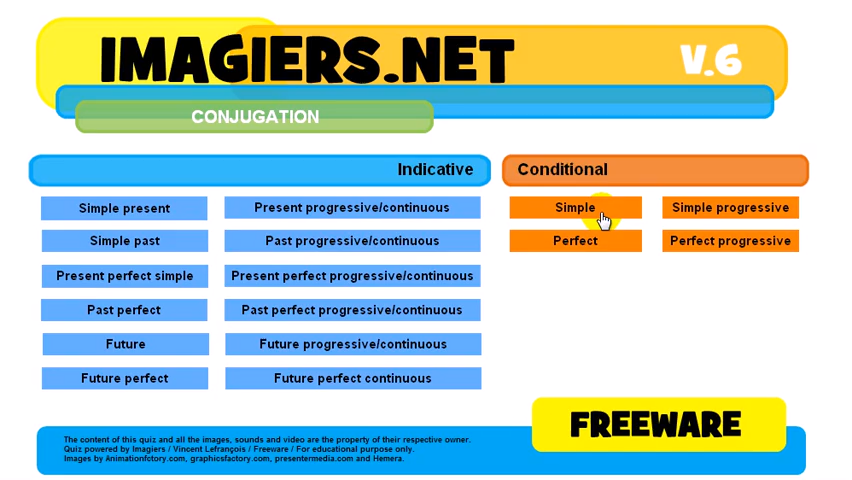 IMAGIERS.NET
V.6
CONJUGATION
Indicative
Conditional
Simple present
Present progressive/continuous
Simple
Simple progressive
Simple past
Past progressive/continuous
Perfect
Perfect progressive
Present perfect simple
Present perfect progressive/continuous
Past perfect
Past perfect progressive/continuous
Future
Future progressive/continuous
Future perfect
Future perfect continuous
FREEWARE
The content of this quiz and all the images, sounds and video are the property of their respective owner.
Quiz powered by Imagiers / Vincent Lefrançois / Freeware / For educational purpose only.
Images by Animationfotory.com, graphicsfactory.com, presentermedia.com and Hemera.